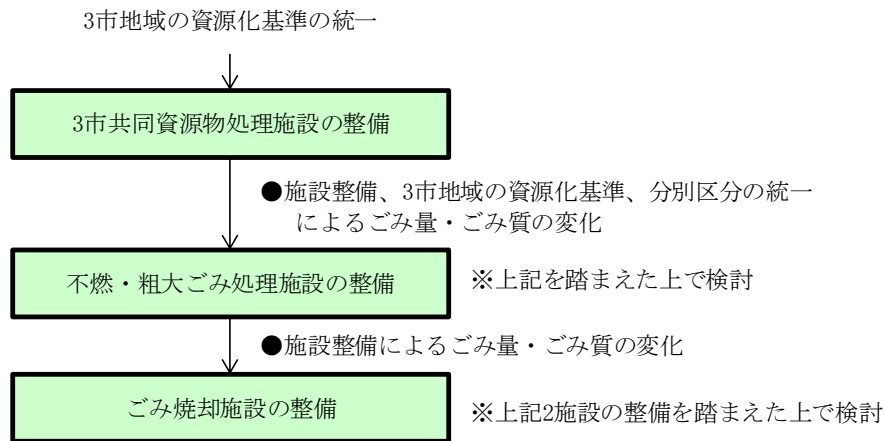 3市地域の資源化基準の統一
3市共同資源物処理施設の整備
●施設整備、3市地域の資源化基準、分別区分の統一
によるごみ量・ごみ質の変化
不燃・粗大ごみ処理施設の整備
※上記を踏まえた上で検討
●施設整備によるごみ量・ごみ質の変化
ごみ焼却施設の整備
※上記2施設の整備を踏まえた上で検討